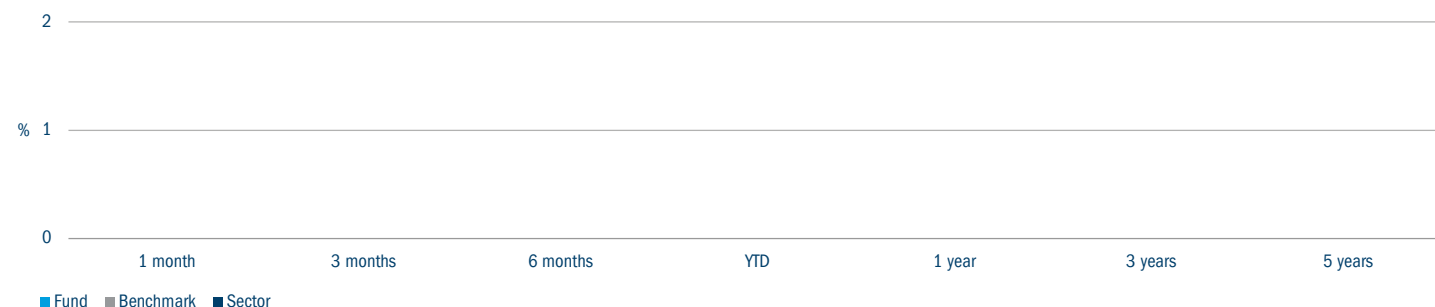 2
% 1
0
1 month 3 months 6 months YTD 1 year 3 years 5 years
Fund Benchmark Sector